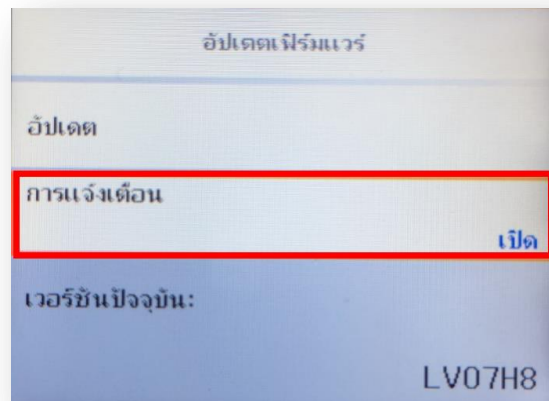 อัปเดตเฟิร์มแวร์
อัปเดต
การแจ้งเตือน
เปิด
เวอร์ชันปัจจุบัน:
LV07H8